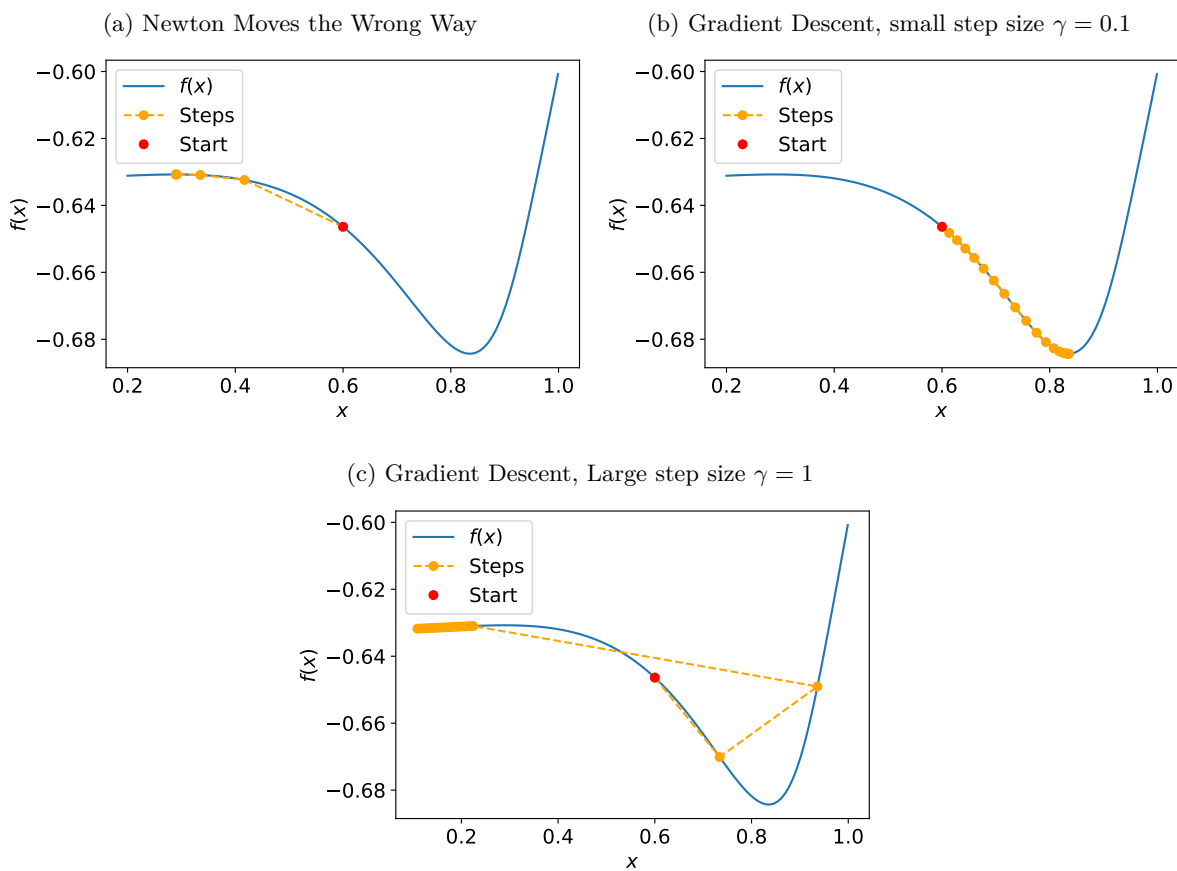 (a) Newton Moves the Wrong Way
f(x)
Steps
Start
−0.60
−0.62
−0.64
−0.66
−0.68
f(x)
0.2 0.4 0.6 0.8 1.0
x
(b) Gradient Descent, small step size γ = 0.1
f(x)
Steps
Start
−0.60
−0.62
−0.64
−0.66
−0.68
f(x)
0.2 0.4 0.6 0.8 1.0
x
(c) Gradient Descent, Large step size γ = 1
f(x)
Steps
Start
−0.60
−0.62
−0.64
−0.66
−0.68
f(x)
0.2 0.4 0.6 0.8 1.0
x